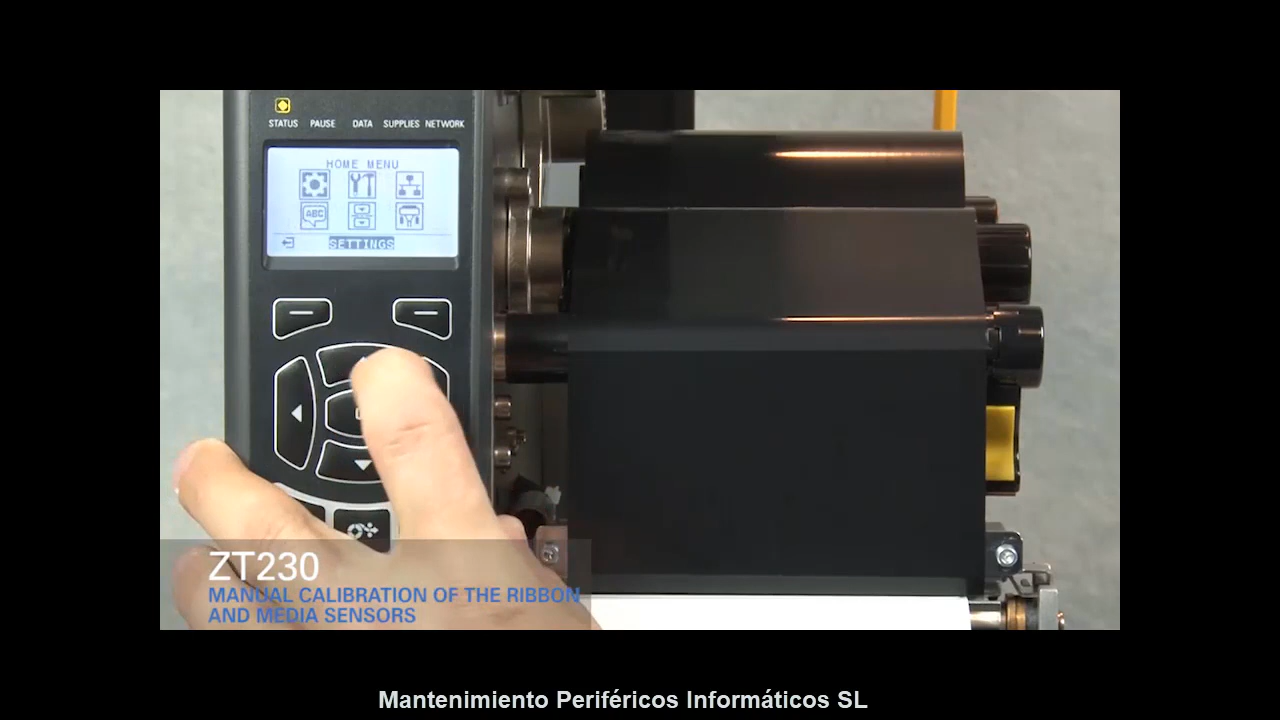 STATUS PAUSE DATA SUPPLIES NETWORK
HOME MENU
ABC
SETTINGS
ZT230
MANUAL CALIBRATION OF THE RIBBON
AND MEDIA SENSORS
Mantenimiento Periféricos Informáticos SL